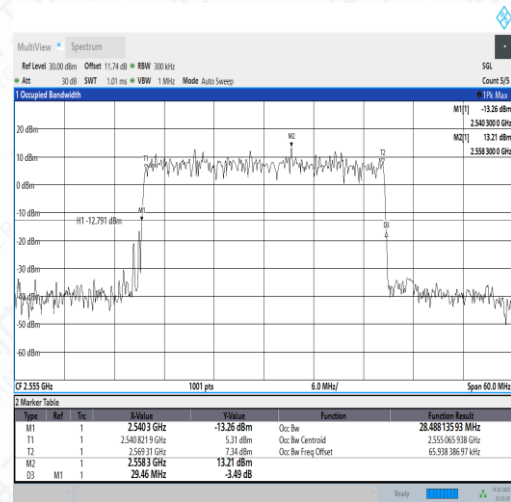 MultiView Spectrum
Ref Level 30.00 dBm Offset 11.74 dB RBW 300 kHz SGL
Att 30 dB SWT 1.01 ms VBW 1 MHz Mode Auto Sweep Count 5/5
1 Occupied Bandwidth 1Pk Max
M1[1] -13.26 dBm
2.540 300 0 GHz
M2[1] 13.21 dBm
2.558 300 0 GHz
M2
20 dBm
T1
T2
10 dBm
0 dBm
M1
-10 dBm
H1 -12.791 dBm
D3
-20 dBm
-30 dBm
-40 dBm
-50 dBm
-60 dBm
CF 2.555 GHz 1001 pts 6.0 MHz/ Span 60.0 MHz
2 Marker Table
Type Ref Trc X-Value Y-Value Function Function Result
M1 1 2.540 3 GHz -13.26 dBm Occ Bw 28.488 135 93 MHz
T1 1 2.540 821 9 GHz 5.31 dBm Occ Bw Centroid 2.555 065 938 GHz
T2 1 2.569 31 GHz 7.34 dBm Occ Bw Freq Offset 65.938 386 97 kHz
M2 1 2.558 3 GHz 13.21 dBm
D3 M1 1 29.46 MHz -3.49 dB
Ready